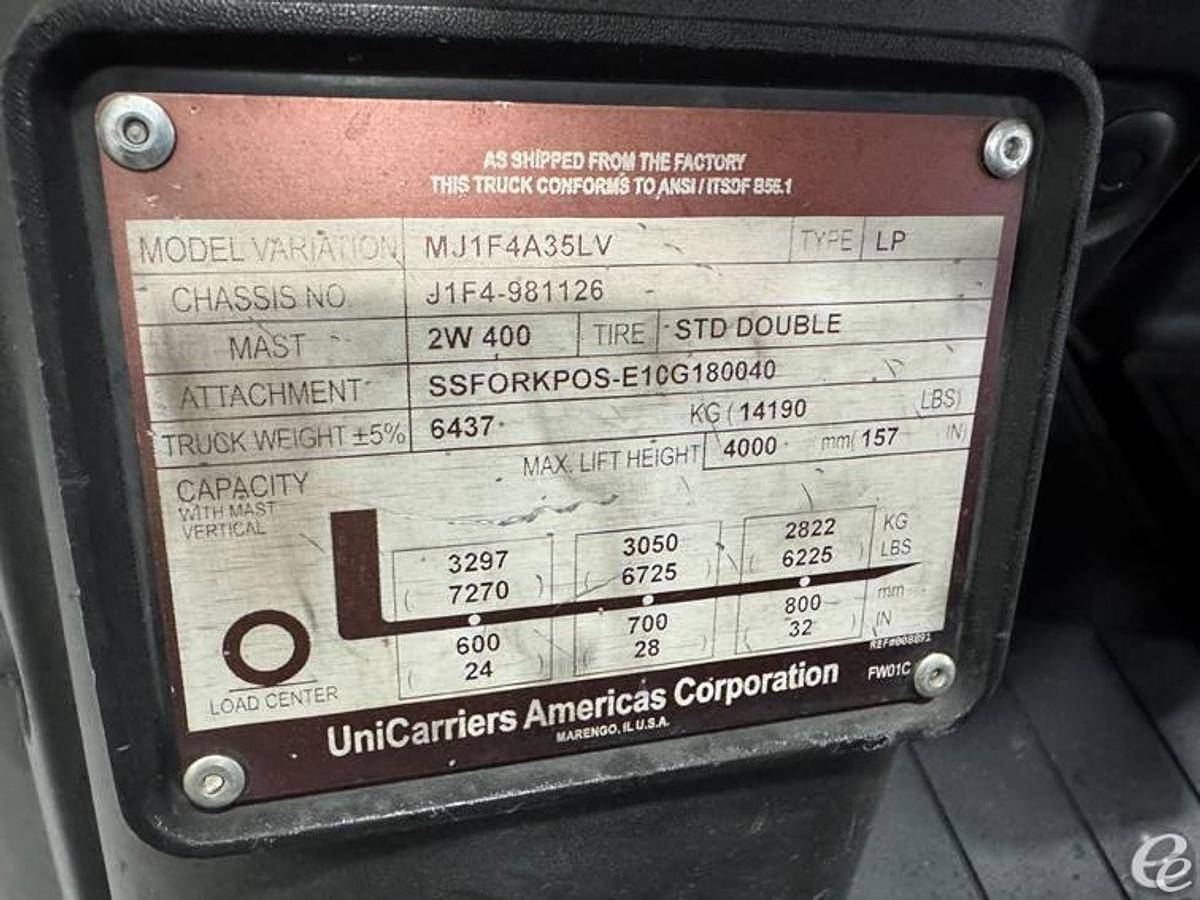 AS SHIPPED FROM THE FACTORY
THIS TRUCK CONFORMS TO ANSI / ITSDF B56.1
MODEL VARIATION MJ1F4A35LV TYPE LP
CHASSIS NO. J1F4-981126
MAST 2W 400 TIRE STD DOUBLE
ATTACHMENT SSFORKPOS-E10G180040
TRUCK WEIGHT ±5% 6437 KG ( 14190 LBS)
MAX. LIFT HEIGHT 4000 mm( 157 IN)
CAPACITY
WITH MAST
VERTICAL
3297 3050 2822 KG
( 7270 ) ( 6725 ) ( 6225 ) LBS
600 700 800 mm
( 24 ) ( 28 ) ( 32 ) IN
LOAD CENTER
REF#008891
UniCarriers Americas Corporation FW01C
MARENGO, IL U.S.A.
ee